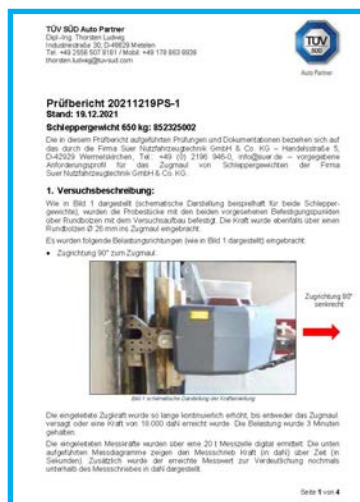 TÜV SÜD Auto Partner
Dipl.-Ing. Thorsten Ludwig
Industriestraße 30, D-48629 Metelen
Tel. +49 2556 507 8181 / Mobil: +49 178 863 9938
thorsten.ludwig@tuvsud.com
TÜV
SÜD
Auto Partner
Prüfbericht 20211219PS-1
Stand: 19.12.2021
Schleppergewicht 650 kg: 852325002
Die in diesem Prüfbericht aufgeführten Prüfungen und Dokumentationen beziehen sich auf
das durch die Firma Suer Nutzfahrzeugtechnik GmbH & Co. KG – Handelsstraße 5,
D-42929 Wermelskirchen, Tel.: +49 (0) 2196 946-0, info@suer.de – vorgegebene
Anforderungsprofil für das Zugmaul von Schleppergewichten der Firma
Suer Nutzfahrzeugtechnik GmbH & Co. KG.
1. Versuchsbeschreibung:
Wie in Bild 1 dargestellt (schematische Darstellung beispielhaft für beide Schlepper-
gewichte), wurden die Probestücke mit den beiden vorgesehenen Befestigungspunkten
über Rundbolzen mit dem Versuchsaufbau befestigt. Die Kraft wurde ebenfalls über einen
Rundbolzen Ø 26 mm ins Zugmaul eingebracht.
Es wurden folgende Belastungsrichtungen (wie in Bild 1 dargestellt) eingebracht:
• Zugrichtung 90° zum Zugmaul.
Zugrichtung 90°
senkrecht
Bild 1 schematische Darstellung der Krafteinleitung
Die eingeleitete Zugkraft wurde so lange kontinuierlich erhöht, bis entweder das Zugmaul
versagt oder eine Kraft von 18.000 daN erreicht wurde. Die Belastung wurde 3 Minuten
gehalten.
Die eingeleiteten Messkräfte wurden über eine 20 t Messzelle digital ermittelt. Die unten
aufgeführten Messdiagramme zeigen den Messschrieb Kraft (in daN) über Zeit (in
Sekunden). Zusätzlich wurde der erreichte Messwert zur Verdeutlichung nochmals
unterhalb des Messschriebes in daN dargestellt.
Seite 1 von 4